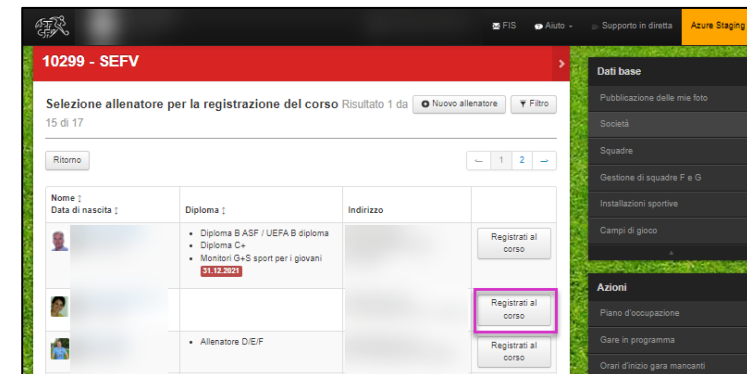 ASF SFV
FIS
Aiuto
Supporto in diretta
Azure Staging
10299 - SEFV
Selezione allenatore per la registrazione del corso Risultato 1 da
15 di 17
Nuovo allenatore
Filtro
Ritorno
1 2
Nome
Data di nascita
Diploma
Indirizzo
Diploma B ASF / UEFA B diploma
Diploma C+
Monitori G+S sport per i giovani
31.12.2021
Registrati al
corso
Registrati al
corso
Allenatore D/E/F
Registrati al
corso
Dati base
Pubblicazione delle mie foto
Società
Squadre
Gestione di squadre F e G
Installazioni sportive
Campi di gioco
Azioni
Piano d'occupazione
Gare in programma
Orari d'inizio gara mancanti